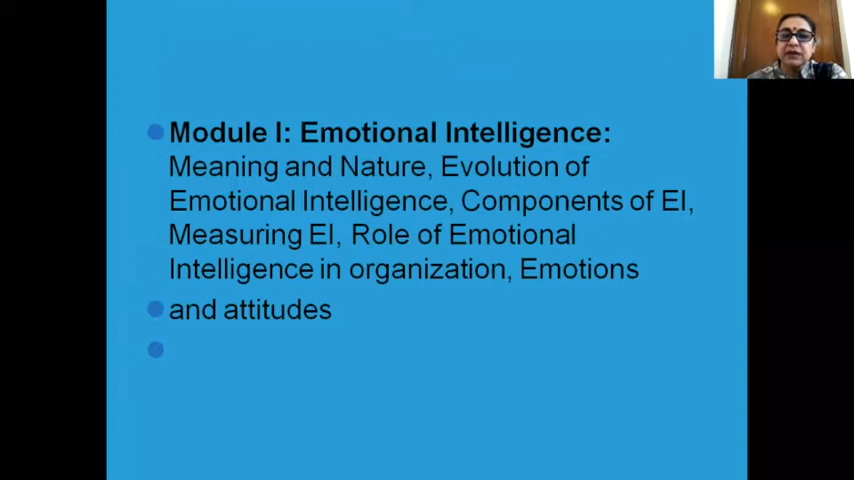 Module I: Emotional Intelligence:
Meaning and Nature, Evolution of
Emotional Intelligence, Components of EI,
Measuring EI, Role of Emotional
Intelligence in organization, Emotions
and attitudes